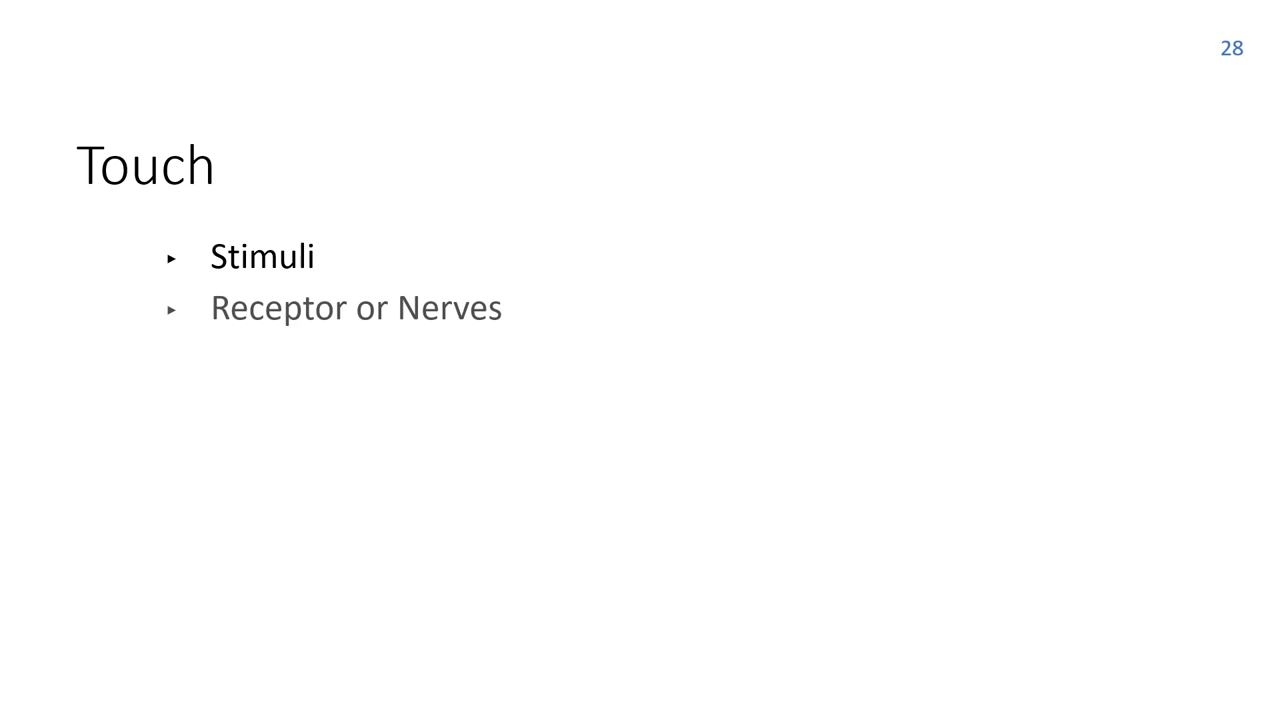 28
Touch
▸ Stimuli
▸ Receptor or Nerves